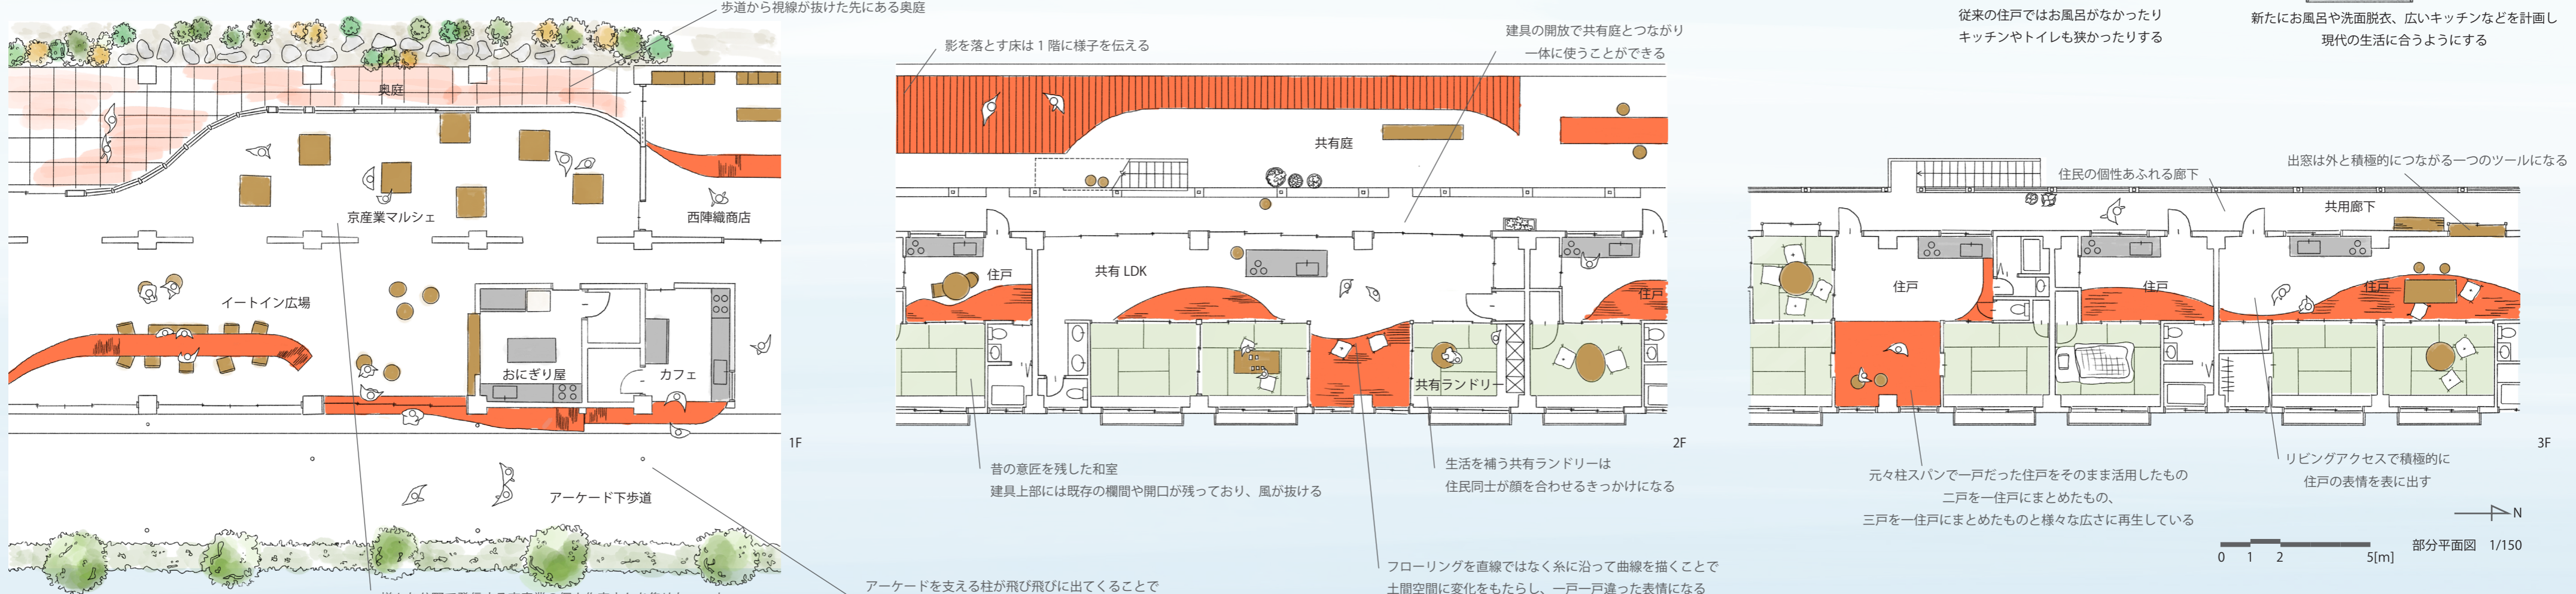 歩道から視線が抜けた先にある奥庭
奥庭
京産業マルシェ
西陣織商店
イートイン広場
おにぎり屋
カフェ
アーケード下歩道
1F
影を落とす床は 1 階に様子を伝える
建具の開放で共有庭とつながり
一体に使うことができる
共有庭
住戸
共有 LDK
住戸
共有ランドリー
2F
昔の意匠を残した和室
建具上部には既存の欄間や開口が残っており、風が抜ける
生活を補う共有ランドリーは
住民同士が顔を合わせるきっかけになる
フローリングを直線ではなく糸に沿って曲線を描くことで
土間空間に変化をもたらし、一戸一戸違った表情になる
アーケードを支える柱が飛び飛びに出てくることで
従来の住戸ではお風呂がなかったり
キッチンやトイレも狭かったりする
新たにお風呂や洗面脱衣、広いキッチンなどを計画し
現代の生活に合うようにする
出窓は外と積極的につながる一つのツールになる
住民の個性あふれる廊下
共用廊下
住戸
住戸
住戸
3F
元々柱スパンで一戸だった住戸をそのまま活用したもの
二戸を一住戸にまとめたもの、
三戸を一住戸にまとめたものと様々な広さに再生している
リビングアクセスで積極的に
住戸の表情を表に出す
N
0 1 2 5[m]
部分平面図 1/150